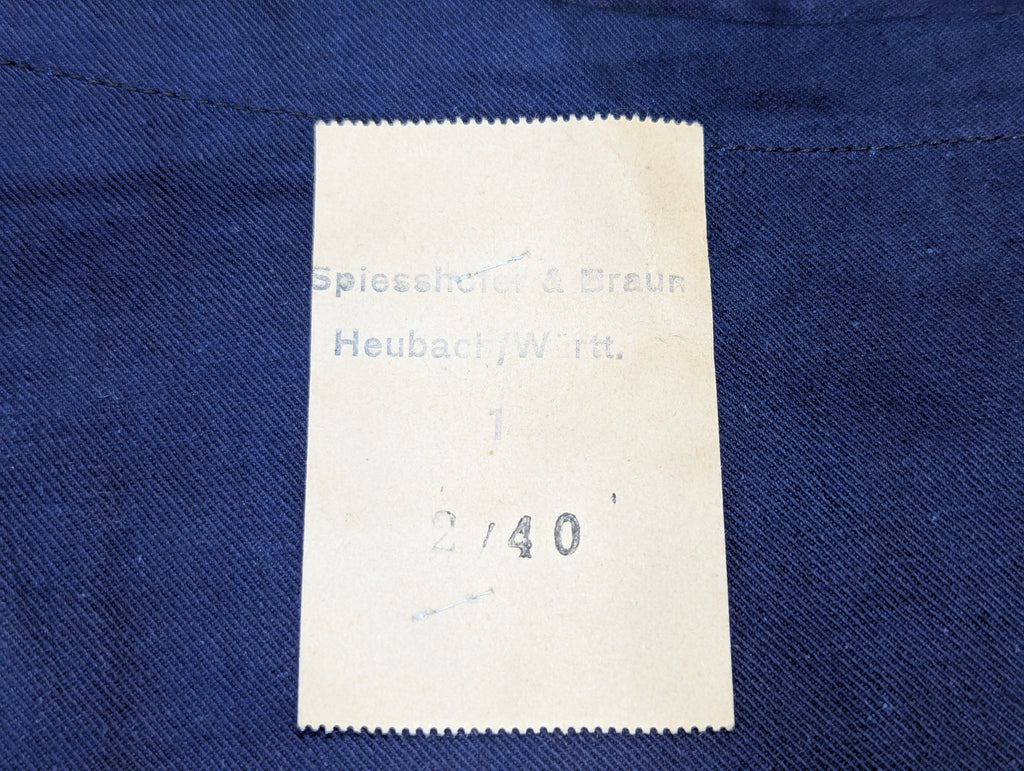 Spiesshofer & Braun
Heubach/Württ.
1
2/40